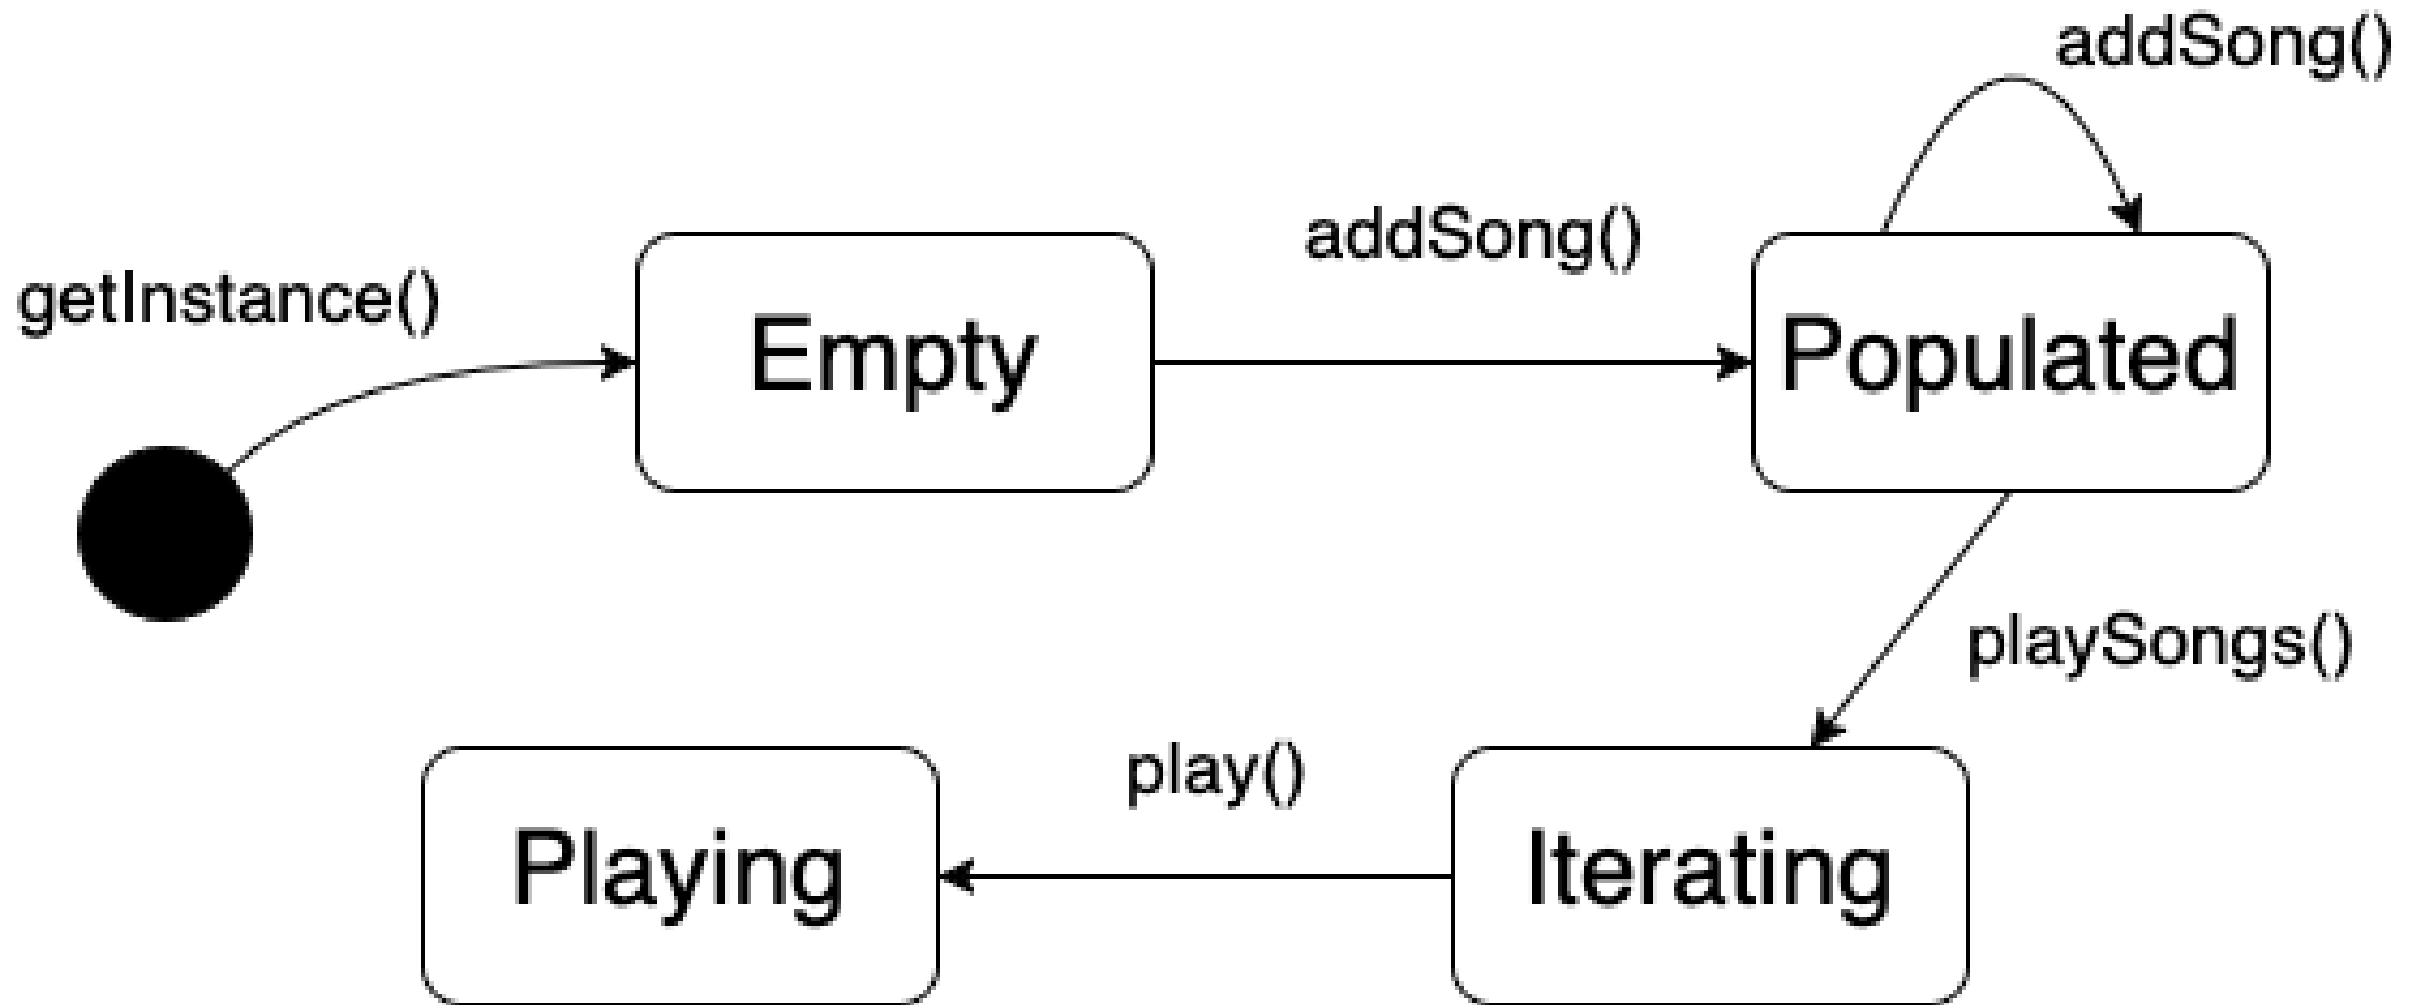 addSong()
addSong()
getInstance()
Empty
Populated
playSongs()
play()
Playing
Iterating